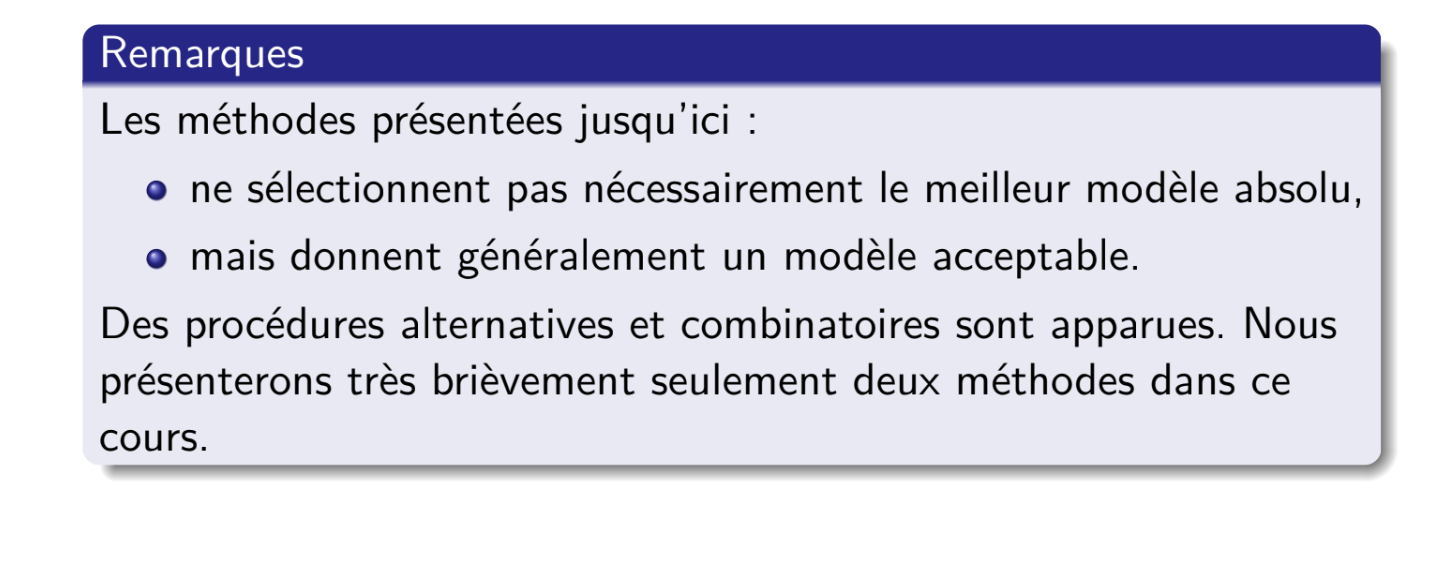 Remarques
Les méthodes présentées jusqu'ici :
ne sélectionnent pas nécessairement le meilleur modèle absolu,
mais donnent généralement un modèle acceptable.
Des procédures alternatives et combinatoires sont apparues. Nous
présenterons très brièvement seulement deux méthodes dans ce
cours.